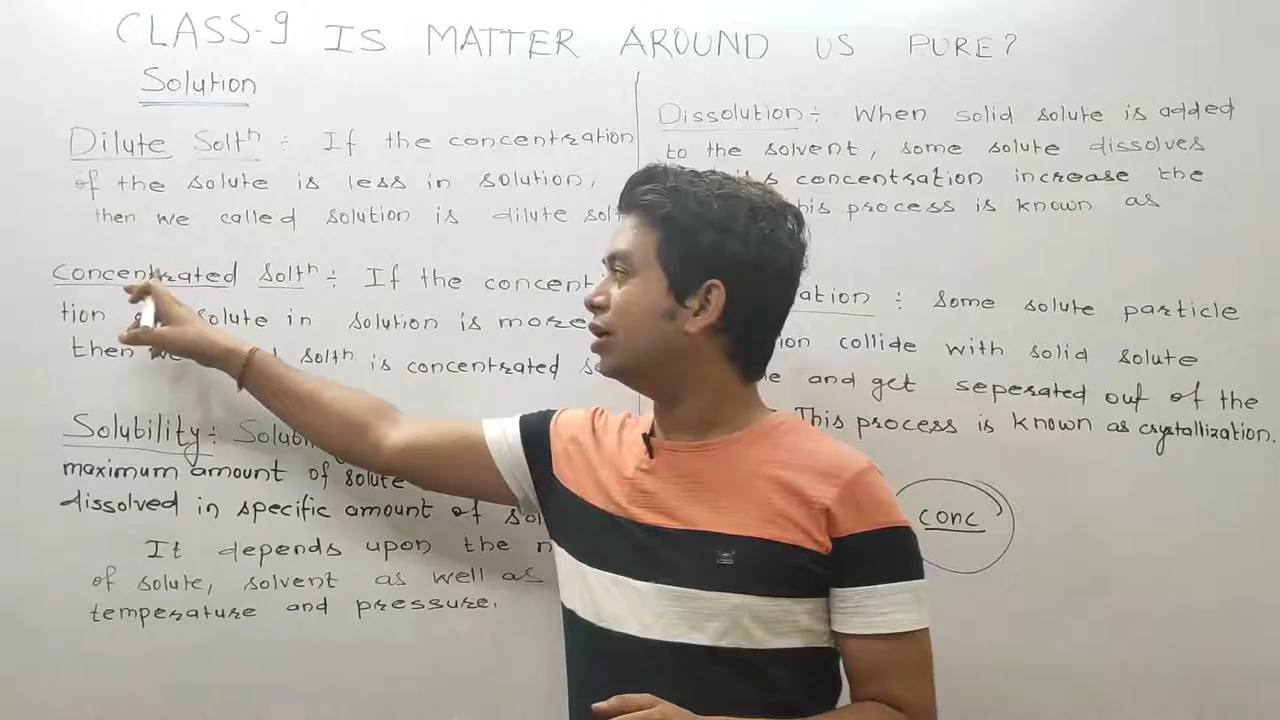 CLASS-9 IS MATTER AROUND US PURE?
Solution
Dilute Solth ÷ If the concentration
of the solute is less in solution,
then we called solution is dilute solt
Concentrated Solth ÷ If the concent
tion solute in solution is more
then we solth is concentrated s
Solubility ÷ Solubi
maximum amount of solute
dissolved in specific amount of sol
It depends upon the n
of solute, solvent as well as
temperature and pressure.
Dissolution ÷ When solid solute is added
to the solvent, some solute dissolves
concentration increase the
his process is known as
ation : Some solute particle
ion collide with solid solute
e and get seperated out of the
This process is known as crystallization.
conc